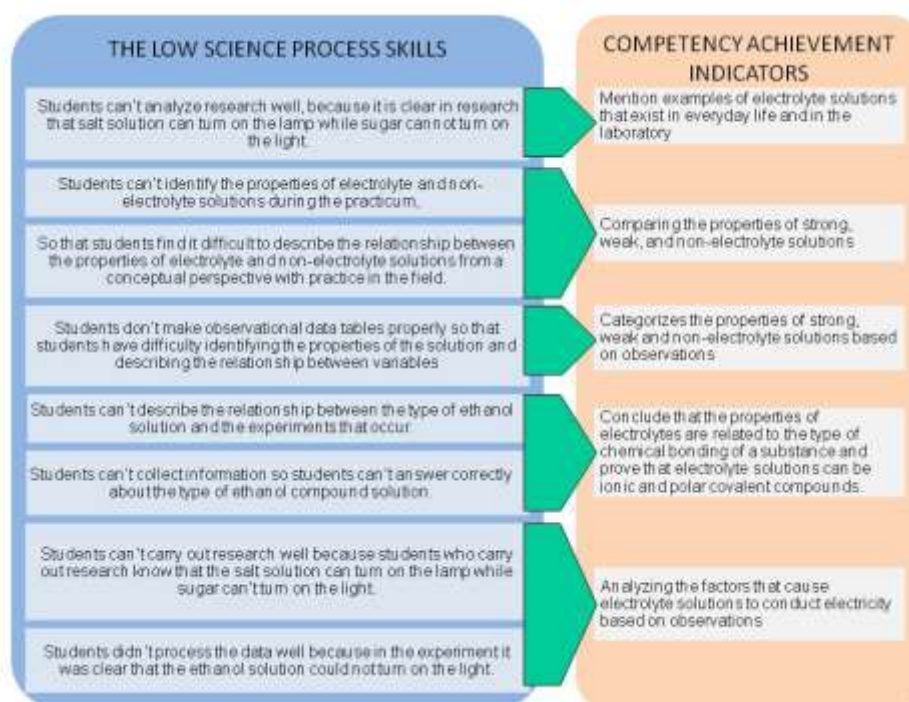 THE LOW SCIENCE PROCESS SKILLS
Students can't analyze research well, because it is clear in research
that salt solution can turn on the lamp while sugar cannot turn on
the light.
Students can't identify the properties of electrolyte and non-
electrolyte solutions during the practicum,
So that students find it difficult to describe the relationship between
the properties of electrolyte and non-electrolyte solutions from a
conceptual perspective with practice in the field.
Students don't make observational data tables properly so that
students have difficulty identifying the properties of the solution and
describing the relationship between variables
Students can't describe the relationship between the type of ethanol
solution and the experiments that occur
Students can't collect information so students can't answer correctly
about the type of ethanol compound solution.
Students can't carry out research well because students who carry
out research know that the salt solution can turn on the lamp while
sugar can't turn on the light.
Students didn't process the data well because in the experiment it
was clear that the ethanol solution could not turn on the light.
COMPETENCY ACHIEVEMENT
INDICATORS
Mention examples of electrolyte solutions
that exist in everyday life and in the
laboratory
Comparing the properties of strong,
weak, and non-electrolyte solutions
Categorizes the properties of strong,
weak and non-electrolyte solutions based
on observations
Conclude that the properties of
electrolytes are related to the type of
chemical bonding of a substance and
prove that electrolyte solutions can be
ionic and polar covalent compounds.
Analyzing the factors that cause
electrolyte solutions to conduct electricity
based on observations